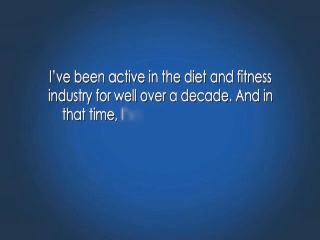 I've been active in the diet and fitness
industry for well over a decade. And in
that time,